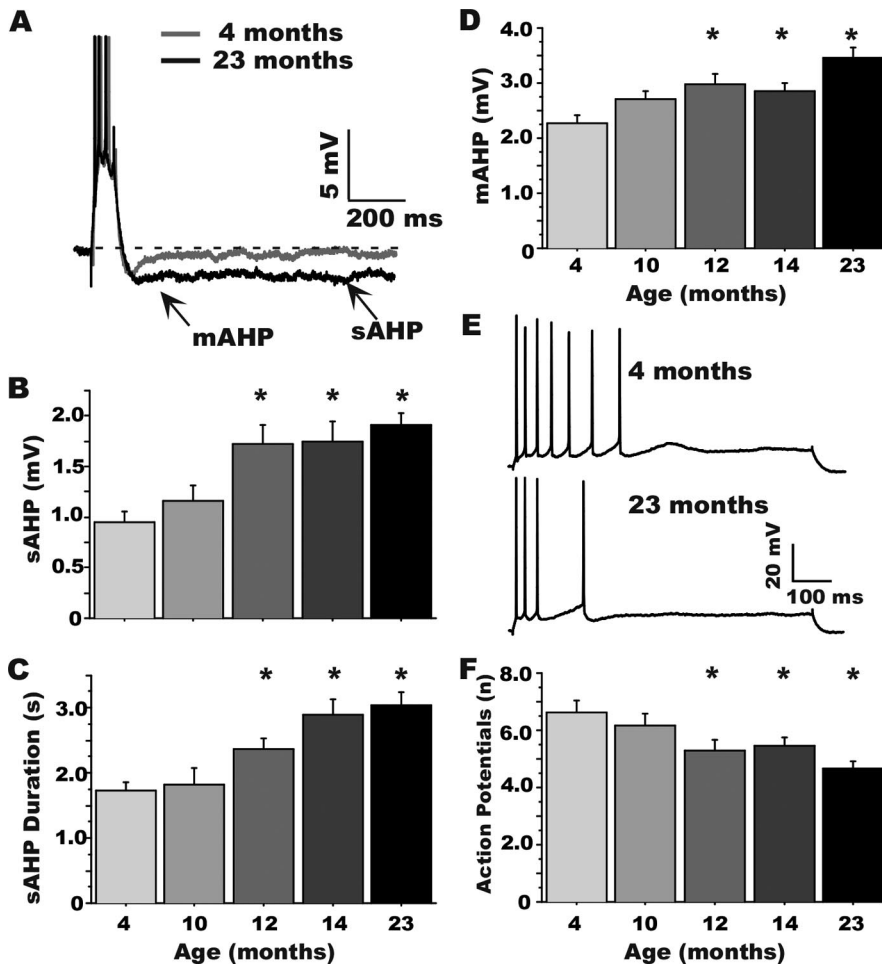 A
4 months
23 months
5 mV
200 ms
mAHP
sAHP
B
sAHP (mV)
2.0
1.5
1.0
0.5
0
* * *
C
sAHP Duration (s)
3.0
2.0
1.0
0
* * *
4 10 12 14 23
Age (months)
D
mAHP (mV)
4.0
3.0
2.0
1.0
0
* * *
4 10 12 14 23
Age (months)
E
4 months
23 months
20 mV
100 ms
F
Action Potentials (n)
8.0
6.0
4.0
2.0
0
* * *
4 10 12 14 23
Age (months)